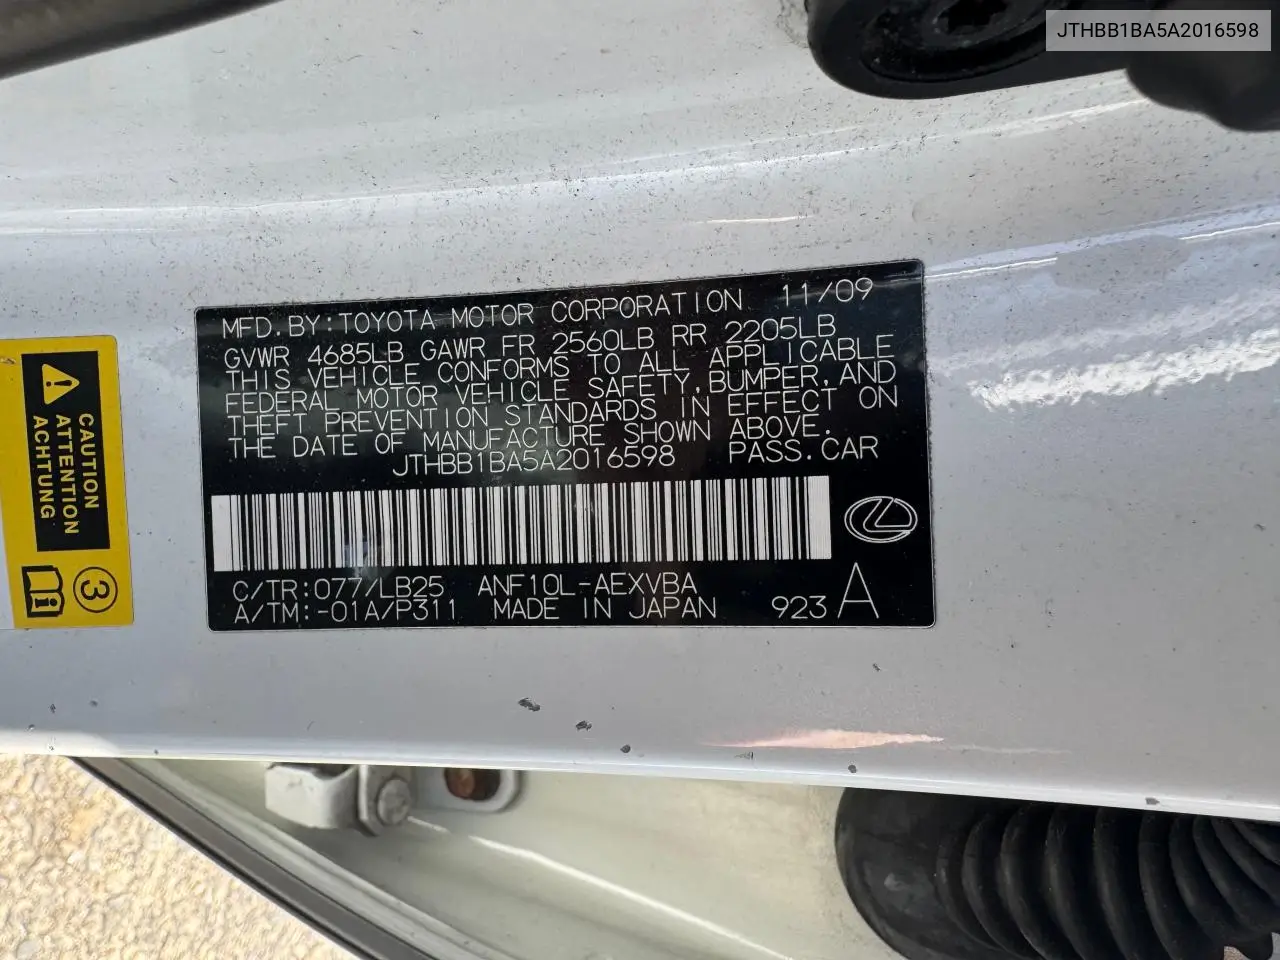 JTHBB1BA5A2016598
MFD.BY:TOYOTA MOTOR CORPORATION 11/09
GVWR 4685LB GAWR FR 2560LB RR 2205LB
THIS VEHICLE CONFORMS TO ALL APPLICABLE
FEDERAL MOTOR VEHICLE SAFETY, BUMPER, AND
THEFT PREVENTION STANDARDS IN EFFECT ON
THE DATE OF MANUFACTURE SHOWN ABOVE.
JTHBB1BA5A2016598 PASS.CAR
C/TR:077/LB25 ANF10L-AEXVBA
A/TM:-01A/P311 MADE IN JAPAN 923 A
CAUTION
ATTENTION
ACHTUNG
3